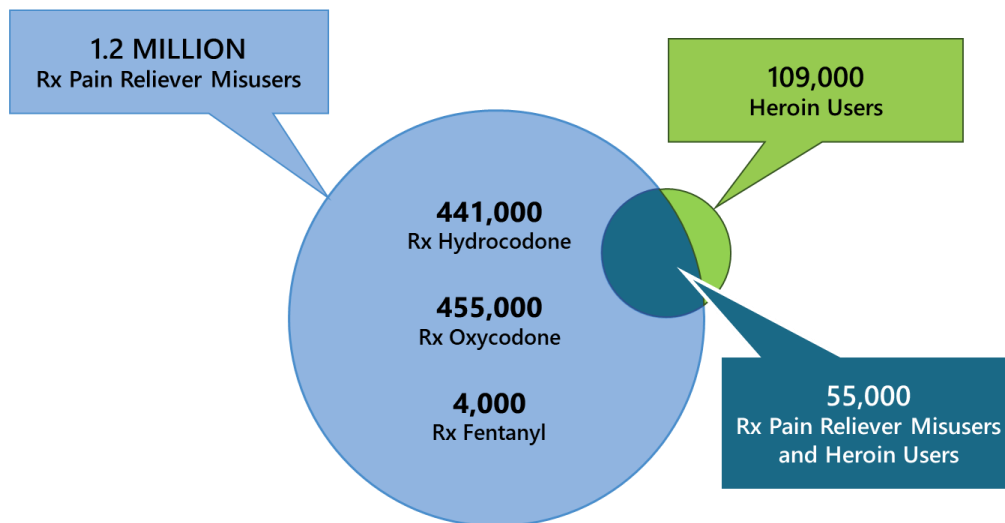 1.2 MILLION
Rx Pain Reliever Misusers
109,000
Heroin Users
441,000
Rx Hydrocodone
455,000
Rx Oxycodone
4,000
Rx Fentanyl
55,000
Rx Pain Reliever Misusers
and Heroin Users